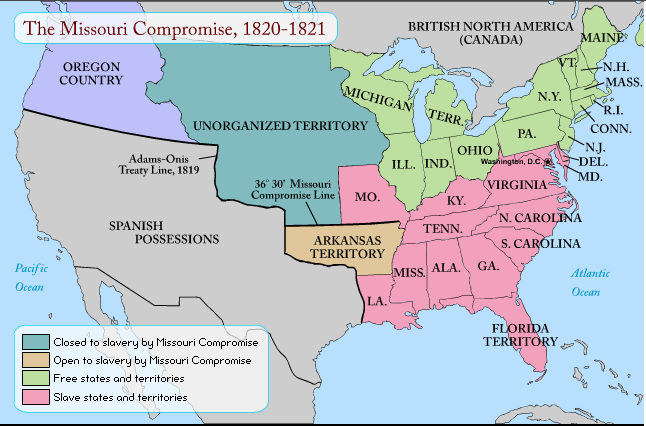 The Missouri Compromise, 1820-1821
BRITISH NORTH AMERICA
(CANADA)
MAINE
OREGON
COUNTRY
VT.
N.H.
MASS.
MICHIGAN
TERR.
N.Y.
R.I.
CONN.
UNORGANIZED TERRITORY
PA.
N.J.
OHIO
Adams-Onis
Treaty Line, 1819
ILL.
IND.
Washington, D.C.
DEL.
MD.
36° 30' Missouri
Compromise Line
MO.
VIRGINIA
KY.
SPANISH
POSSESSIONS
N. CAROLINA
TENN.
ARKANSAS
TERRITORY
S. CAROLINA
Pacific
Ocean
MISS.
ALA.
GA.
Atlantic
Ocean
LA.
FLORIDA
TERRITORY
Closed to slavery by Missouri Compromise
Open to slavery by Missouri Compromise
Free states and territories
Slave states and territories